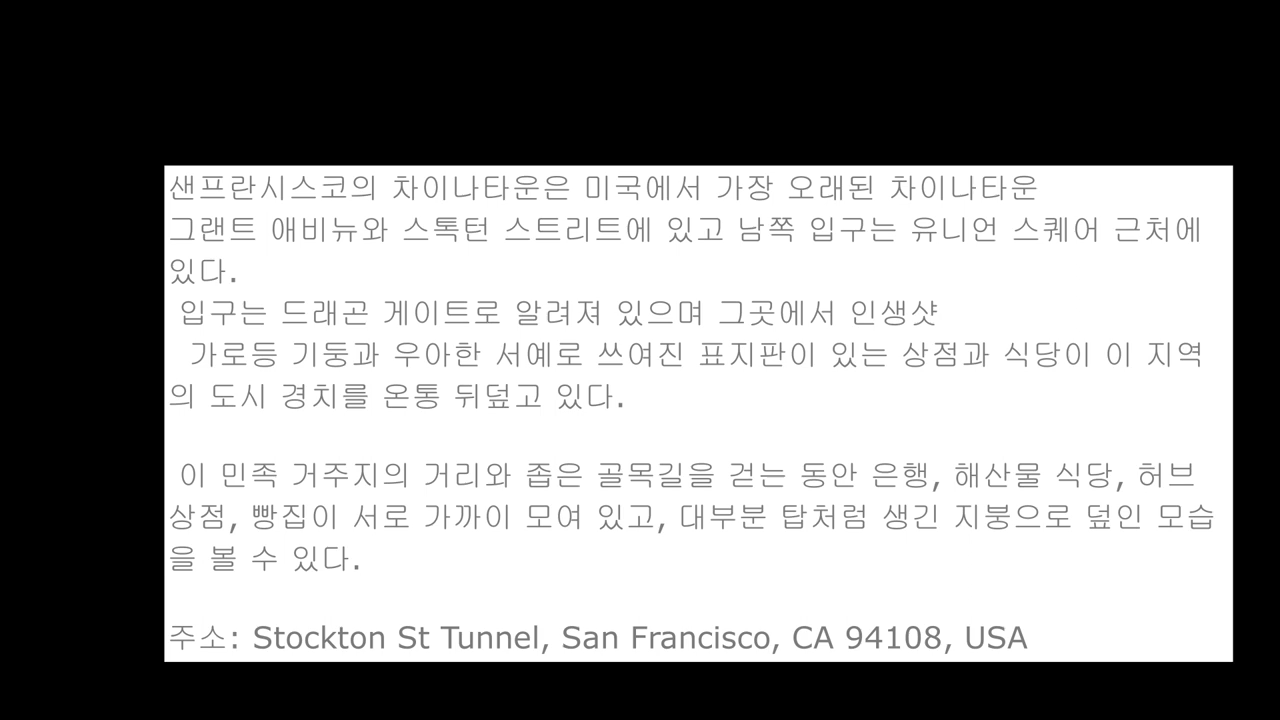 샌프란시스코의 차이나타운은 미국에서 가장 오래된 차이나타운
그랜트 애비뉴와 스톡턴 스트리트에 있고 남쪽 입구는 유니언 스퀘어 근처에
있다.
입구는 드래곤 게이트로 알려져 있으며 그곳에서 인생샷
가로등 기둥과 우아한 서예로 쓰여진 표지판이 있는 상점과 식당이 이 지역
의 도시 경치를 온통 뒤덮고 있다.
이 민족 거주지의 거리와 좁은 골목길을 걷는 동안 은행, 해산물 식당, 허브
상점, 빵집이 서로 가까이 모여 있고, 대부분 탑처럼 생긴 지붕으로 덮인 모습
을 볼 수 있다.
주소: Stockton St Tunnel, San Francisco, CA 94108, USA